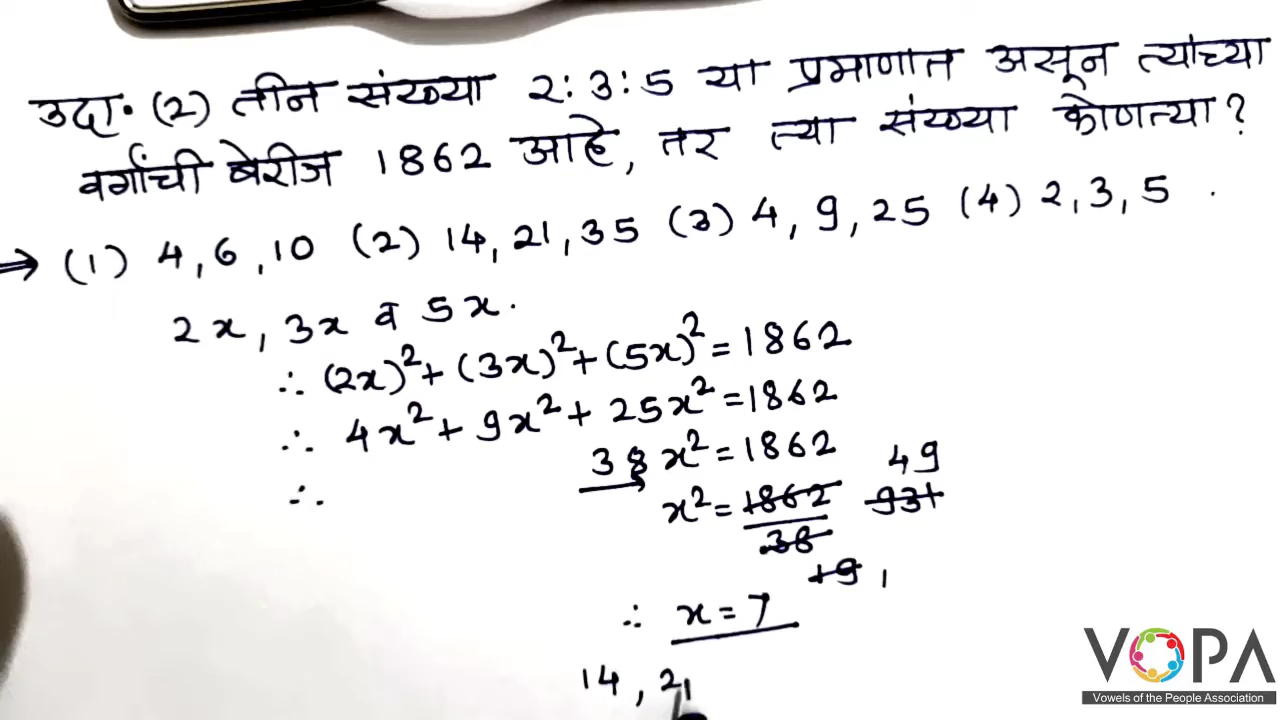 उदा. (2) तीन संख्या 2:3:5 या प्रमाणात असून त्यांच्या
वर्गांची बेरीज 1862 आहे, तर त्या संख्या कोणत्या?
⇒ (1) 4, 6, 10 (2) 14, 21, 35 (3) 4, 9, 25 (4) 2, 3, 5 .
2x, 3x व 5x.
∴ (2x)² + (3x)² + (5x)² = 1862
∴ 4x² + 9x² + 25x² = 1862
38 x² = 1862
49
∴ x² = 1862 931
38
19 1
∴ x = 7
14, 21
VOPA
Vowels of the People Association